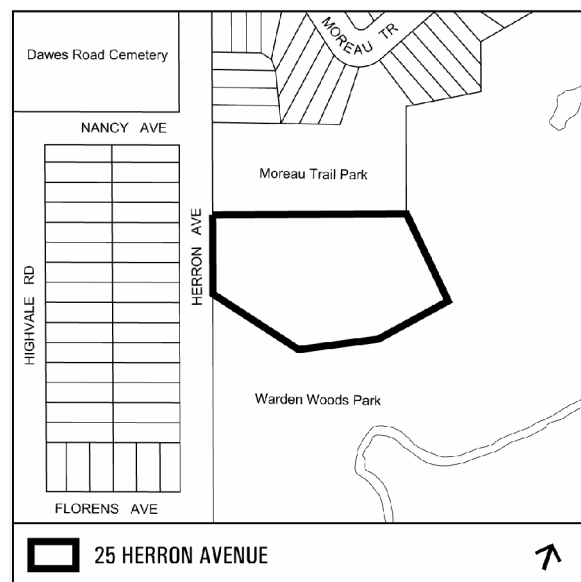 MOREAU TR
Dawes Road Cemetery
NANCY AVE
Moreau Trail Park
HERRON AVE
HIGHVALE RD
Warden Woods Park
FLORENS AVE
25 HERRON AVENUE